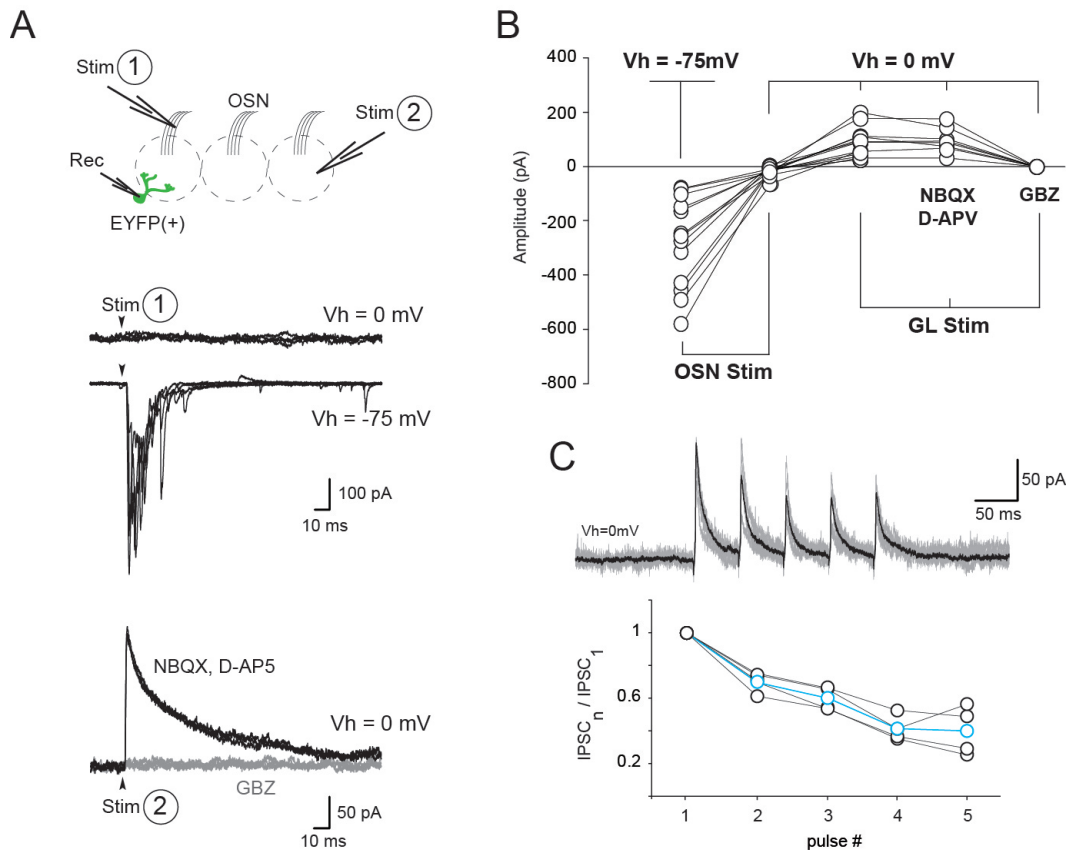 A
Stim 1
OSN
Stim 2
Rec
EYFP(+)
Stim 1
Vh = 0 mV
Vh = -75 mV
100 pA
10 ms
NBQX, D-AP5
Vh = 0 mV
GBZ
Stim 2
50 pA
10 ms
B
Vh = -75mV
Vh = 0 mV
400
200
0
-200
-400
-600
-800
Amplitude (pA)
NBQX
D-APV
GBZ
GL Stim
OSN Stim
C
50 pA
50 ms
Vh=0mV
1
0.6
0.2
IPSCn / IPSC1
1 2 3 4 5
pulse #